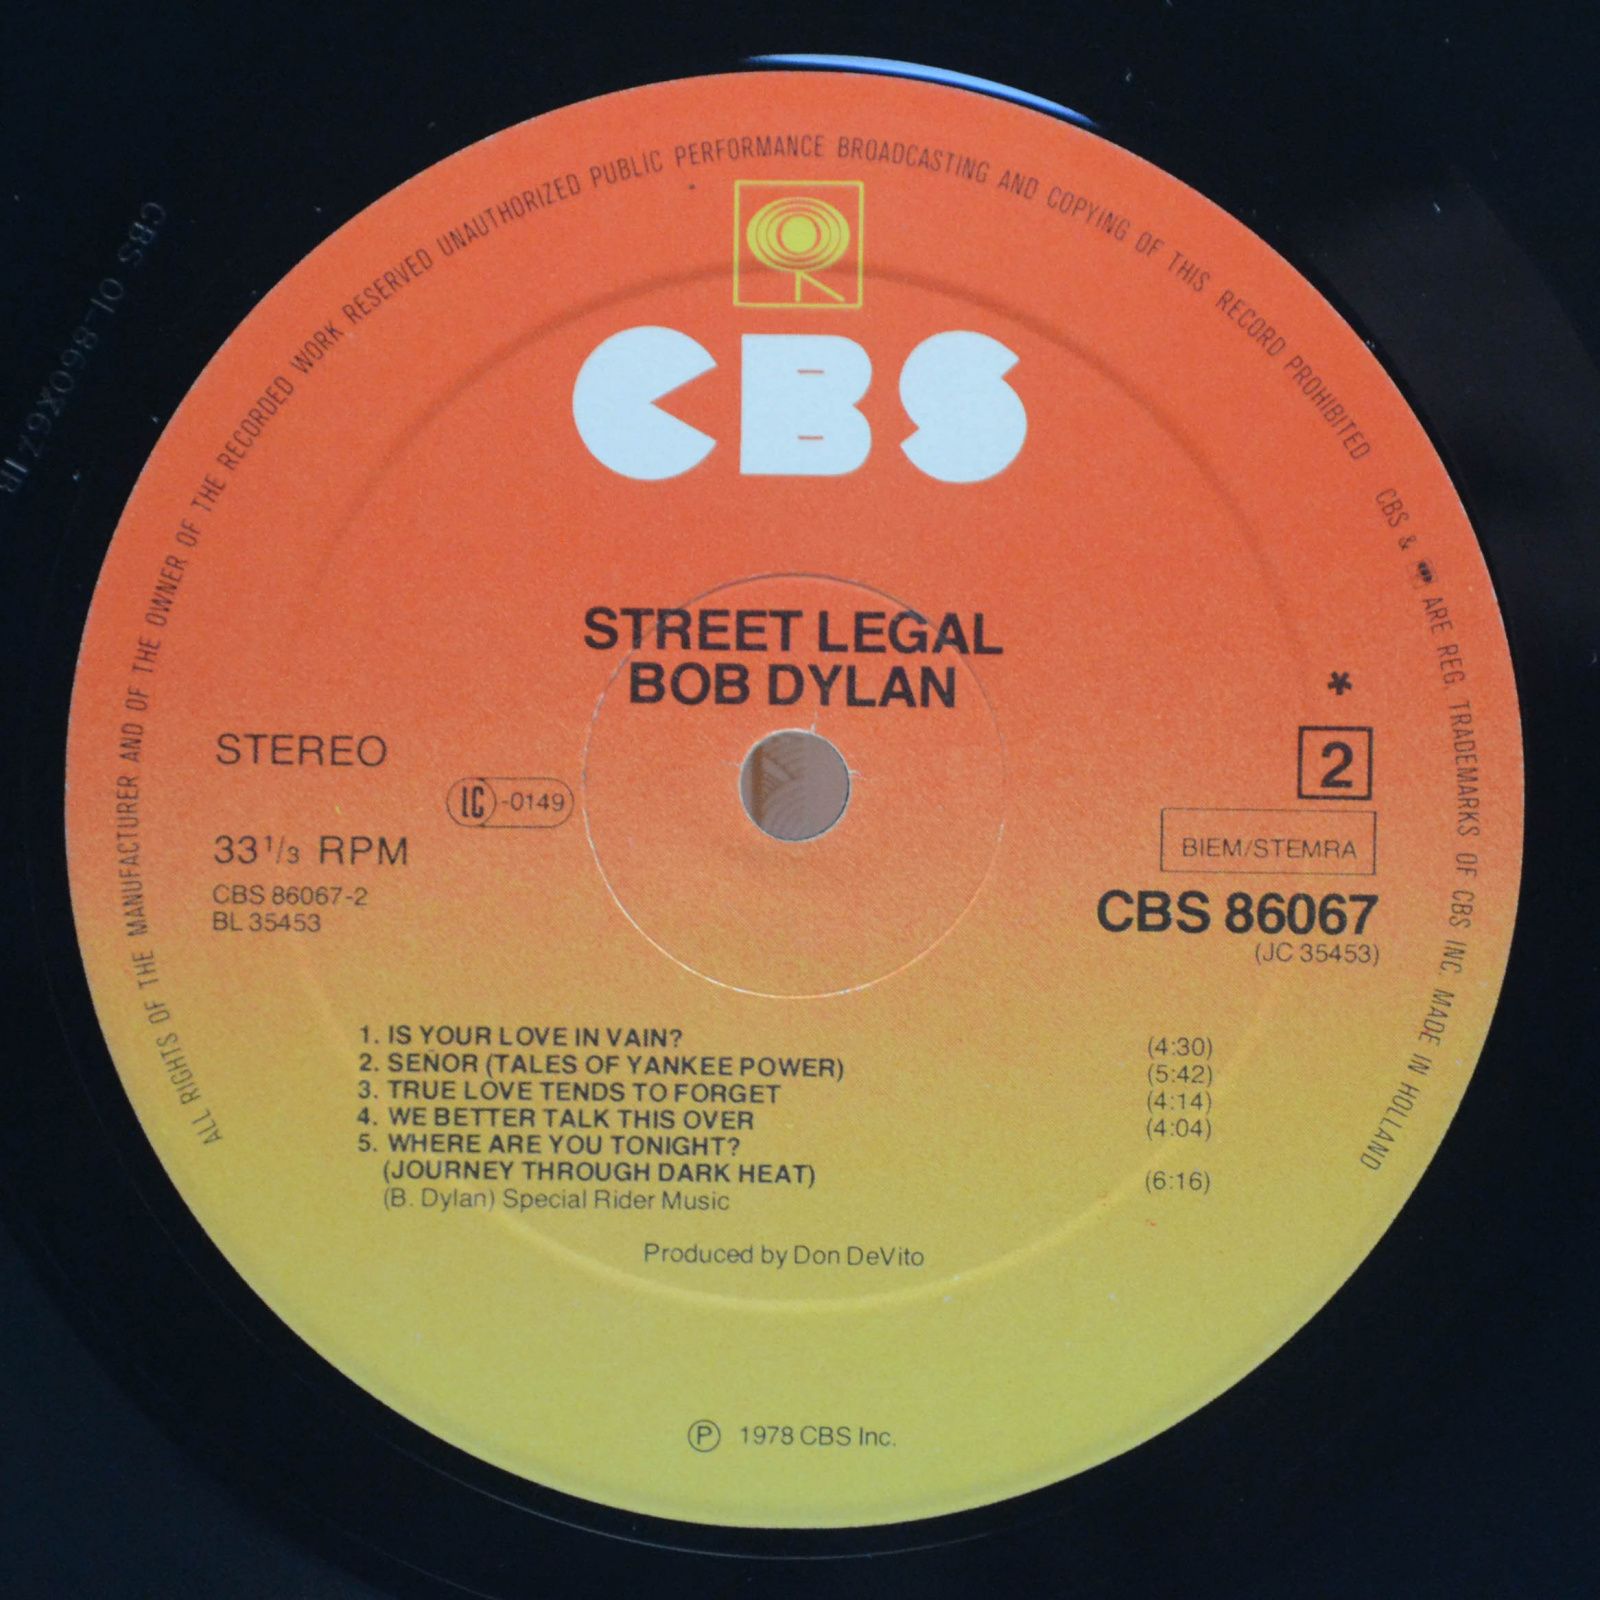 ALL RIGHTS OF THE MANUFACTURER AND OF THE OWNER OF THE RECORDED WORK RESERVED UNAUTHORIZED PUBLIC PERFORMANCE BROADCASTING AND COPYING OF THIS RECORD PROHIBITED
CBS & ARE REG. TRADEMARKS OF CBS INC. MADE IN HOLLAND
CBS
STREET LEGAL
BOB DYLAN
STEREO
LC-0149
33 1/3 RPM
CBS 86067-2
BL 35453
*
2
BIEM/STEMRA
CBS 86067
(JC 35453)
1. IS YOUR LOVE IN VAIN? (4:30)
2. SEÑOR (TALES OF YANKEE POWER) (5:42)
3. TRUE LOVE TENDS TO FORGET (4:14)
4. WE BETTER TALK THIS OVER (4:04)
5. WHERE ARE YOU TONIGHT?
(JOURNEY THROUGH DARK HEAT) (6:16)
(B. Dylan) Special Rider Music
Produced by Don DeVito
℗ 1978 CBS Inc.